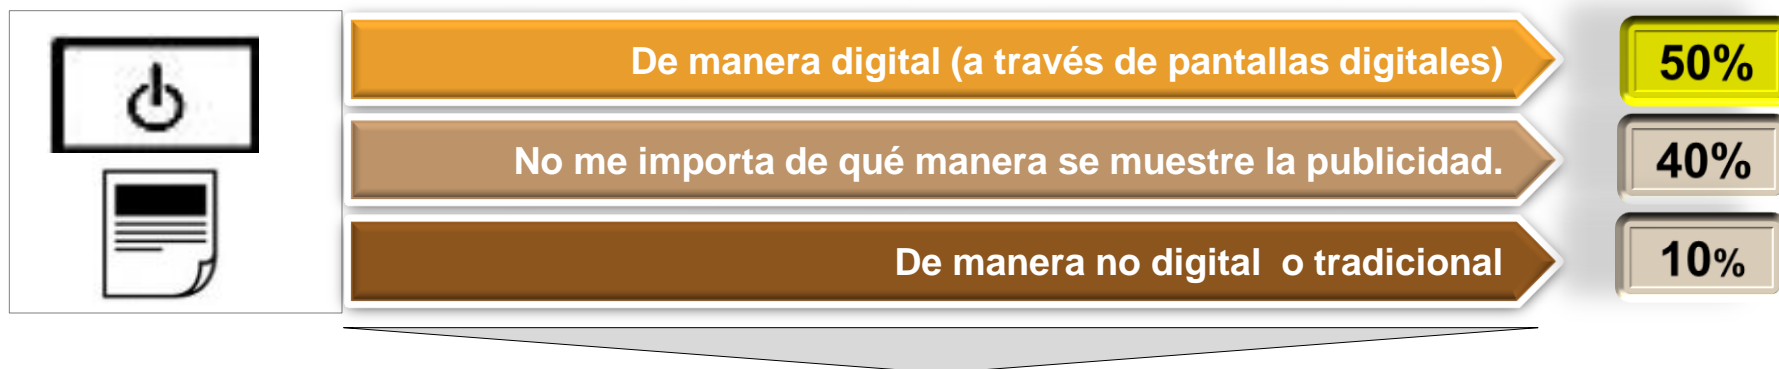 De manera digital (a través de pantallas digitales) 50%
No me importa de qué manera se muestre la publicidad. 40%
De manera no digital o tradicional 10%